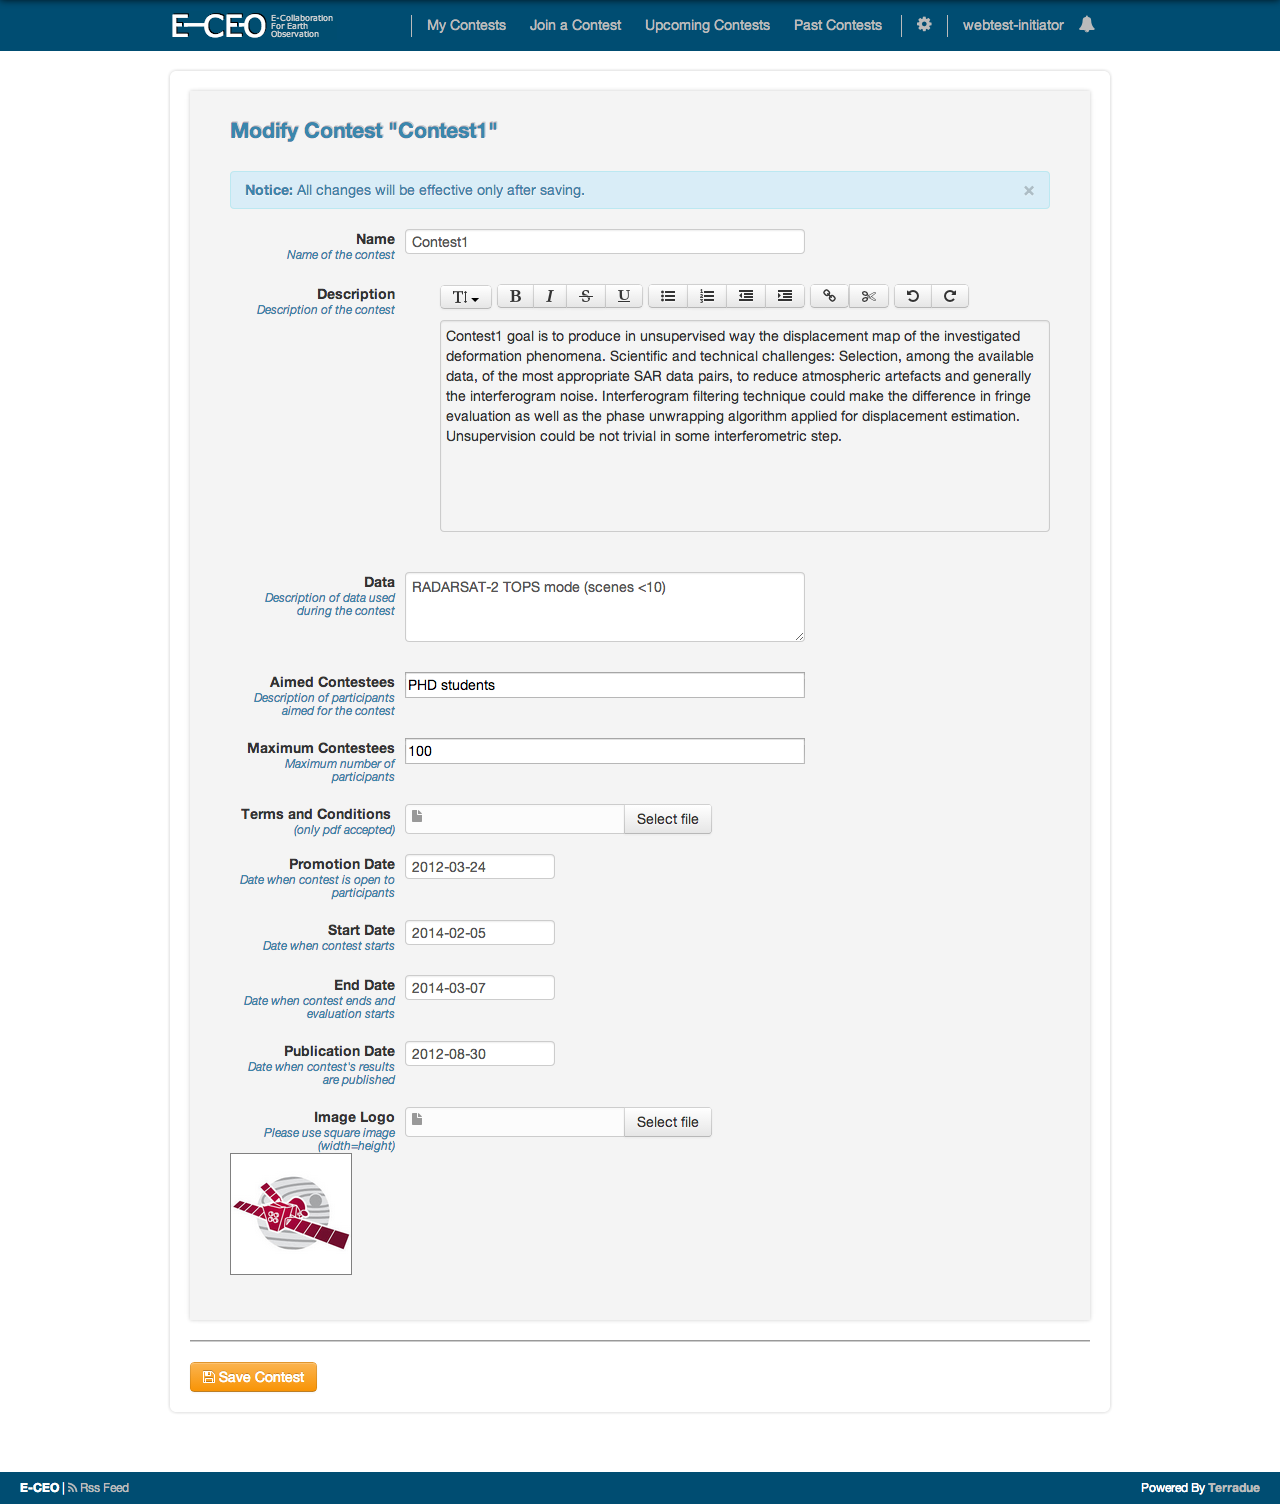 E-CEO E-Collaboration
For Earth
Observation
My Contests Join a Contest Upcoming Contests Past Contests webtest-initiator
Modify Contest "Contest1"
Notice: All changes will be effective only after saving. ×
Name Contest1
Name of the contest
Description T B I S U
Description of the contest
Contest1 goal is to produce in unsupervised way the displacement map of the investigated
deformation phenomena. Scientific and technical challenges: Selection, among the available
data, of the most appropriate SAR data pairs, to reduce atmospheric artefacts and generally
the interferogram noise. Interferogram filtering technique could make the difference in fringe
evaluation as well as the phase unwrapping algorithm applied for displacement estimation.
Unsupervision could be not trivial in some interferometric step.
Data RADARSAT-2 TOPS mode (scenes <10)
Description of data used
during the contest
Aimed Contestees PHD students
Description of participants
aimed for the contest
Maximum Contestees 100
Maximum number of
participants
Terms and Conditions Select file
(only pdf accepted)
Promotion Date 2012-03-24
Date when contest is open to
participants
Start Date 2014-02-05
Date when contest starts
End Date 2014-03-07
Date when contest ends and
evaluation starts
Publication Date 2012-08-30
Date when contest's results
are published
Image Logo Select file
Please use square image
(width=height)
Save Contest
E-CEO | Rss Feed Powered By Terradue